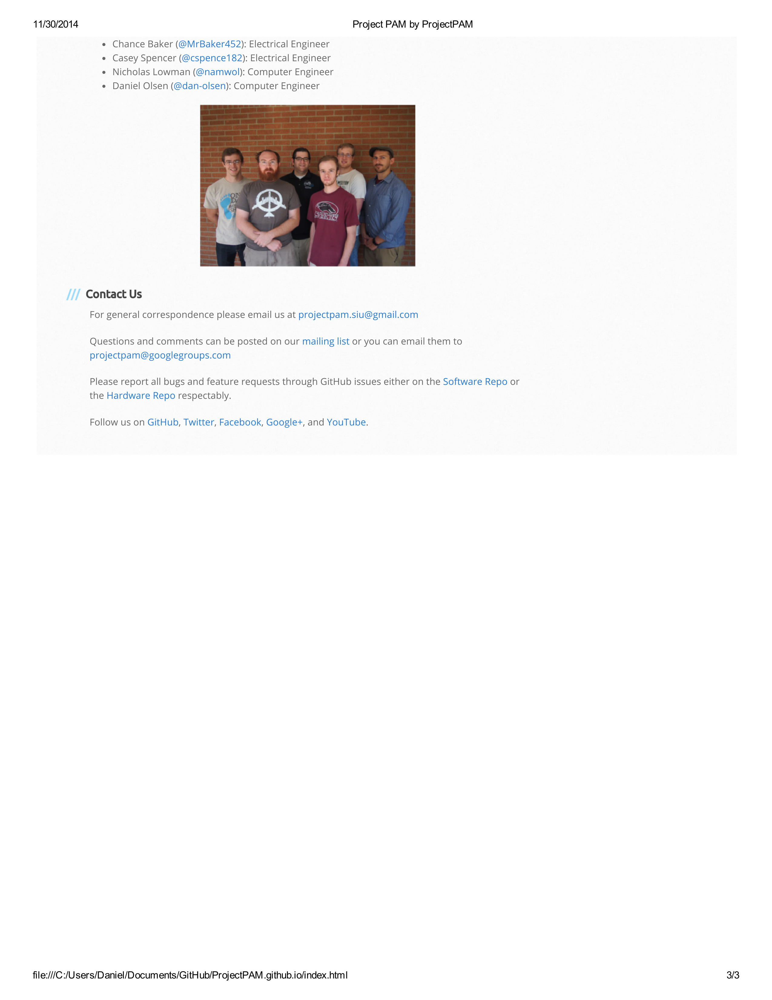 11/30/2014 Project PAM by ProjectPAM
• Chance Baker (@MrBaker452): Electrical Engineer
• Casey Spencer (@cspence182): Electrical Engineer
• Nicholas Lowman (@namwol): Computer Engineer
• Daniel Olsen (@dan-olsen): Computer Engineer
ON
SALUKIS
/// Contact Us
For general correspondence please email us at projectpam.siu@gmail.com
Questions and comments can be posted on our mailing list or you can email them to
projectpam@googlegroups.com
Please report all bugs and feature requests through GitHub issues either on the Software Repo or
the Hardware Repo respectably.
Follow us on GitHub, Twitter, Facebook, Google+, and YouTube.
file:///C:/Users/Daniel/Documents/GitHub/ProjectPAM.github.io/index.html 3/3